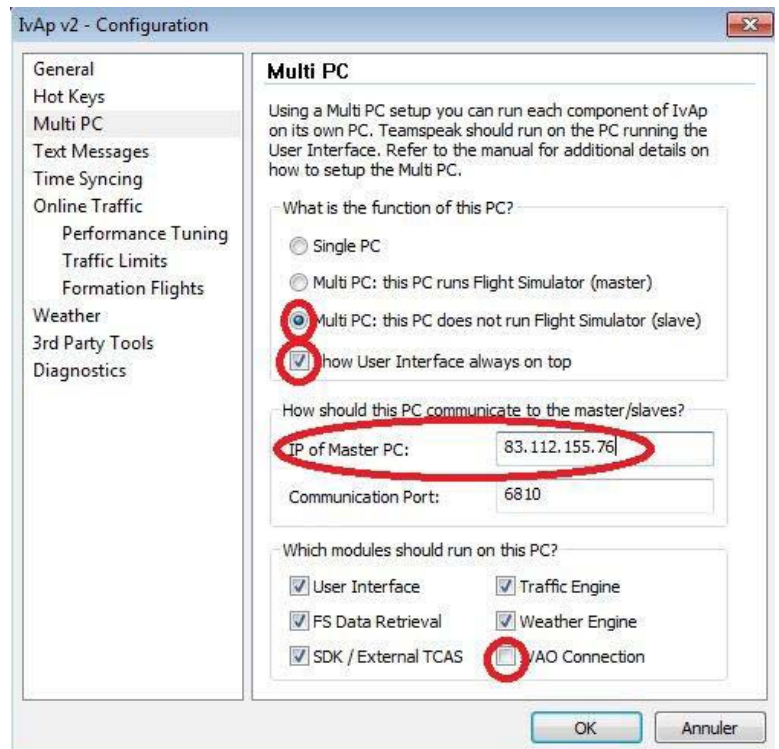 IvAp v2 - Configuration
General
Hot Keys
Multi PC
Text Messages
Time Syncing
Online Traffic
Performance Tuning
Traffic Limits
Formation Flights
Weather
3rd Party Tools
Diagnostics
Multi PC
Using a Multi PC setup you can run each component of IvAp
on its own PC. Teamspeak should run on the PC running the
User Interface. Refer to the manual for additional details on
how to setup the Multi PC.
What is the function of this PC?
Single PC
Multi PC: this PC runs Flight Simulator (master)
Multi PC: this PC does not run Flight Simulator (slave)
Show User Interface always on top
How should this PC communicate to the master/slaves?
IP of Master PC: 83.112.155.76
Communication Port: 6810
Which modules should run on this PC?
User Interface Traffic Engine
FS Data Retrieval Weather Engine
SDK / External TCAS IVAO Connection
OK Annuler